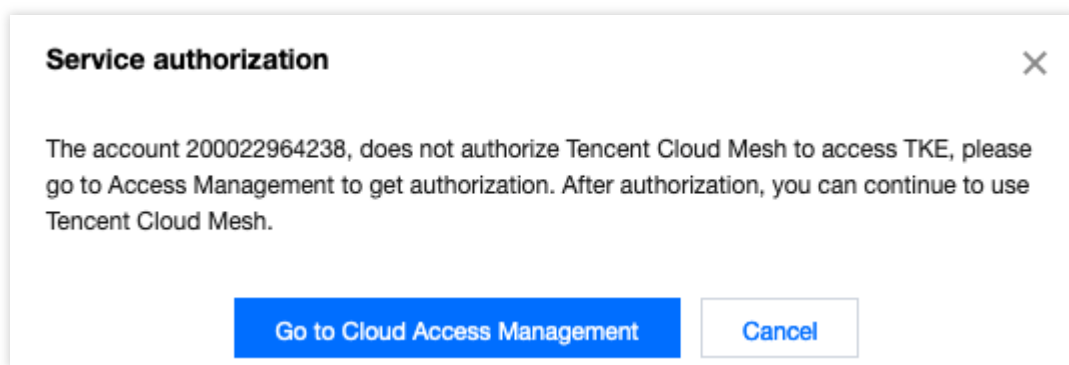 Service authorization
The account 200022964238, does not authorize Tencent Cloud Mesh to access TKE, please
go to Access Management to get authorization. After authorization, you can continue to use
Tencent Cloud Mesh.
Go to Cloud Access Management
Cancel